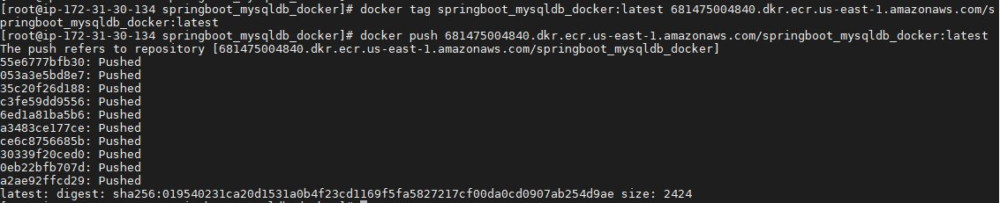 [root@ip-172-31-30-134 springboot_mysqldb_docker]# docker tag springboot_mysqldb_docker:latest 681475004840.dkr.ecr.us-east-1.amazonaws.com/s
pringboot_mysqldb_docker:latest
[root@ip-172-31-30-134 springboot_mysqldb_docker]# docker push 681475004840.dkr.ecr.us-east-1.amazonaws.com/springboot_mysqldb_docker:latest
The push refers to repository [681475004840.dkr.ecr.us-east-1.amazonaws.com/springboot_mysqldb_docker]
55e6777bfb30: Pushed
053a3e5bd8e7: Pushed
35c20f26d188: Pushed
c3fe59dd9556: Pushed
6ed1a81ba5b6: Pushed
a3483ce177ce: Pushed
ce6c8756685b: Pushed
30339f20ced0: Pushed
0eb22bfb707d: Pushed
a2ae92ffcd29: Pushed
latest: digest: sha256:019540231ca20d1531a0b4f23cd1169f5fa5827217cf00da0cd0907ab254d9ae size: 2424